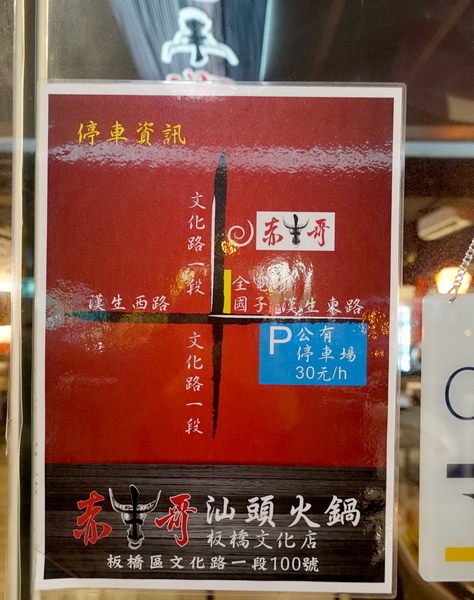 停車資訊
文化路一段
赤牛哥
全電
國子
漢生西路
漢生東路
文化路一段
P 公有
停車場
30元/h
赤牛哥 汕頭火鍋
板橋文化店
板橋區文化路一段100號